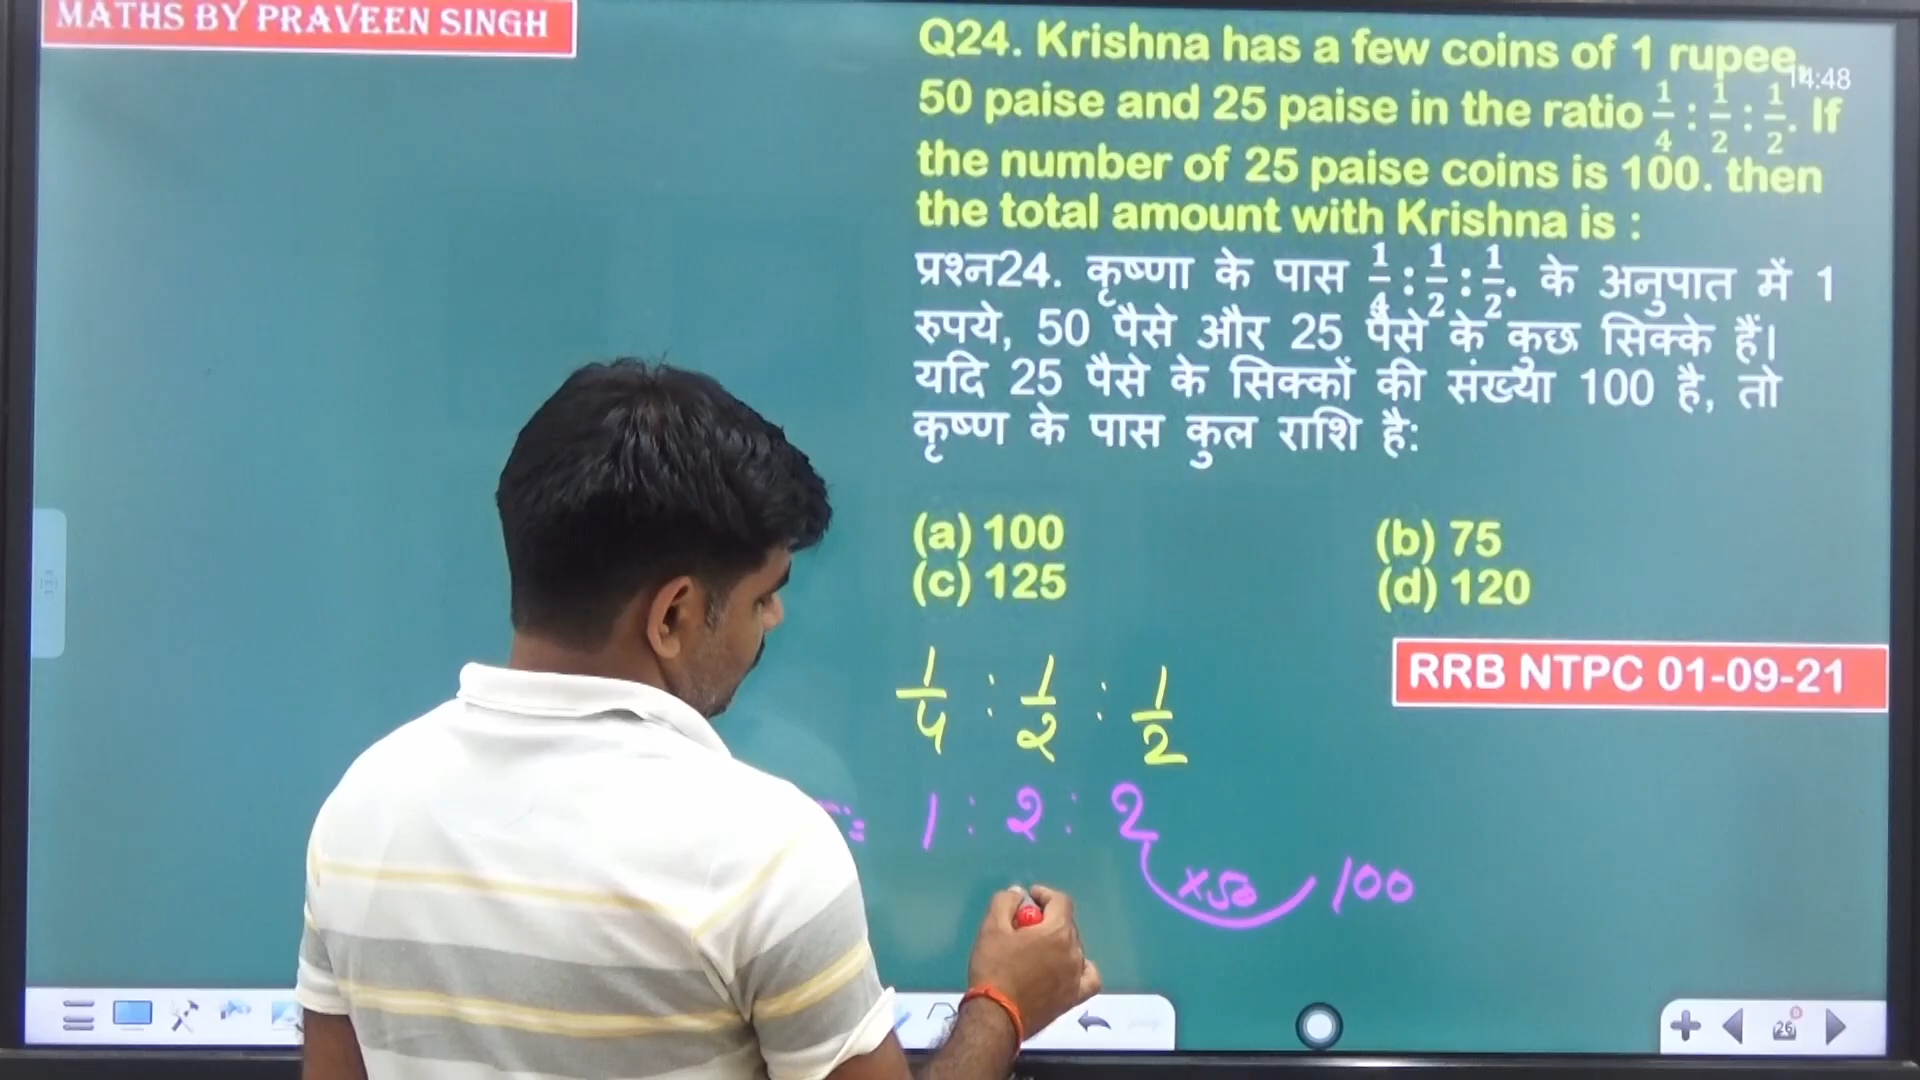 MATHS BY PRAVEEN SINGH
Q24. Krishna has a few coins of 1 rupee,
14:48
50 paise and 25 paise in the ratio 1/4 : 1/2 : 1/2. If
the number of 25 paise coins is 100. then
the total amount with Krishna is :
प्रश्न24. कृष्णा के पास 1/4 : 1/2 : 1/2. के अनुपात में 1
रुपये, 50 पैसे और 25 पैसे के कुछ सिक्के हैं।
यदि 25 पैसे के सिक्कों की संख्या 100 है, तो
कृष्ण के पास कुल राशि है:
(a) 100 (b) 75
(c) 125 (d) 120
RRB NTPC 01-09-21
1/4 : 1/2 : 1/2
= 1 : 2 : 2
×50 100
26